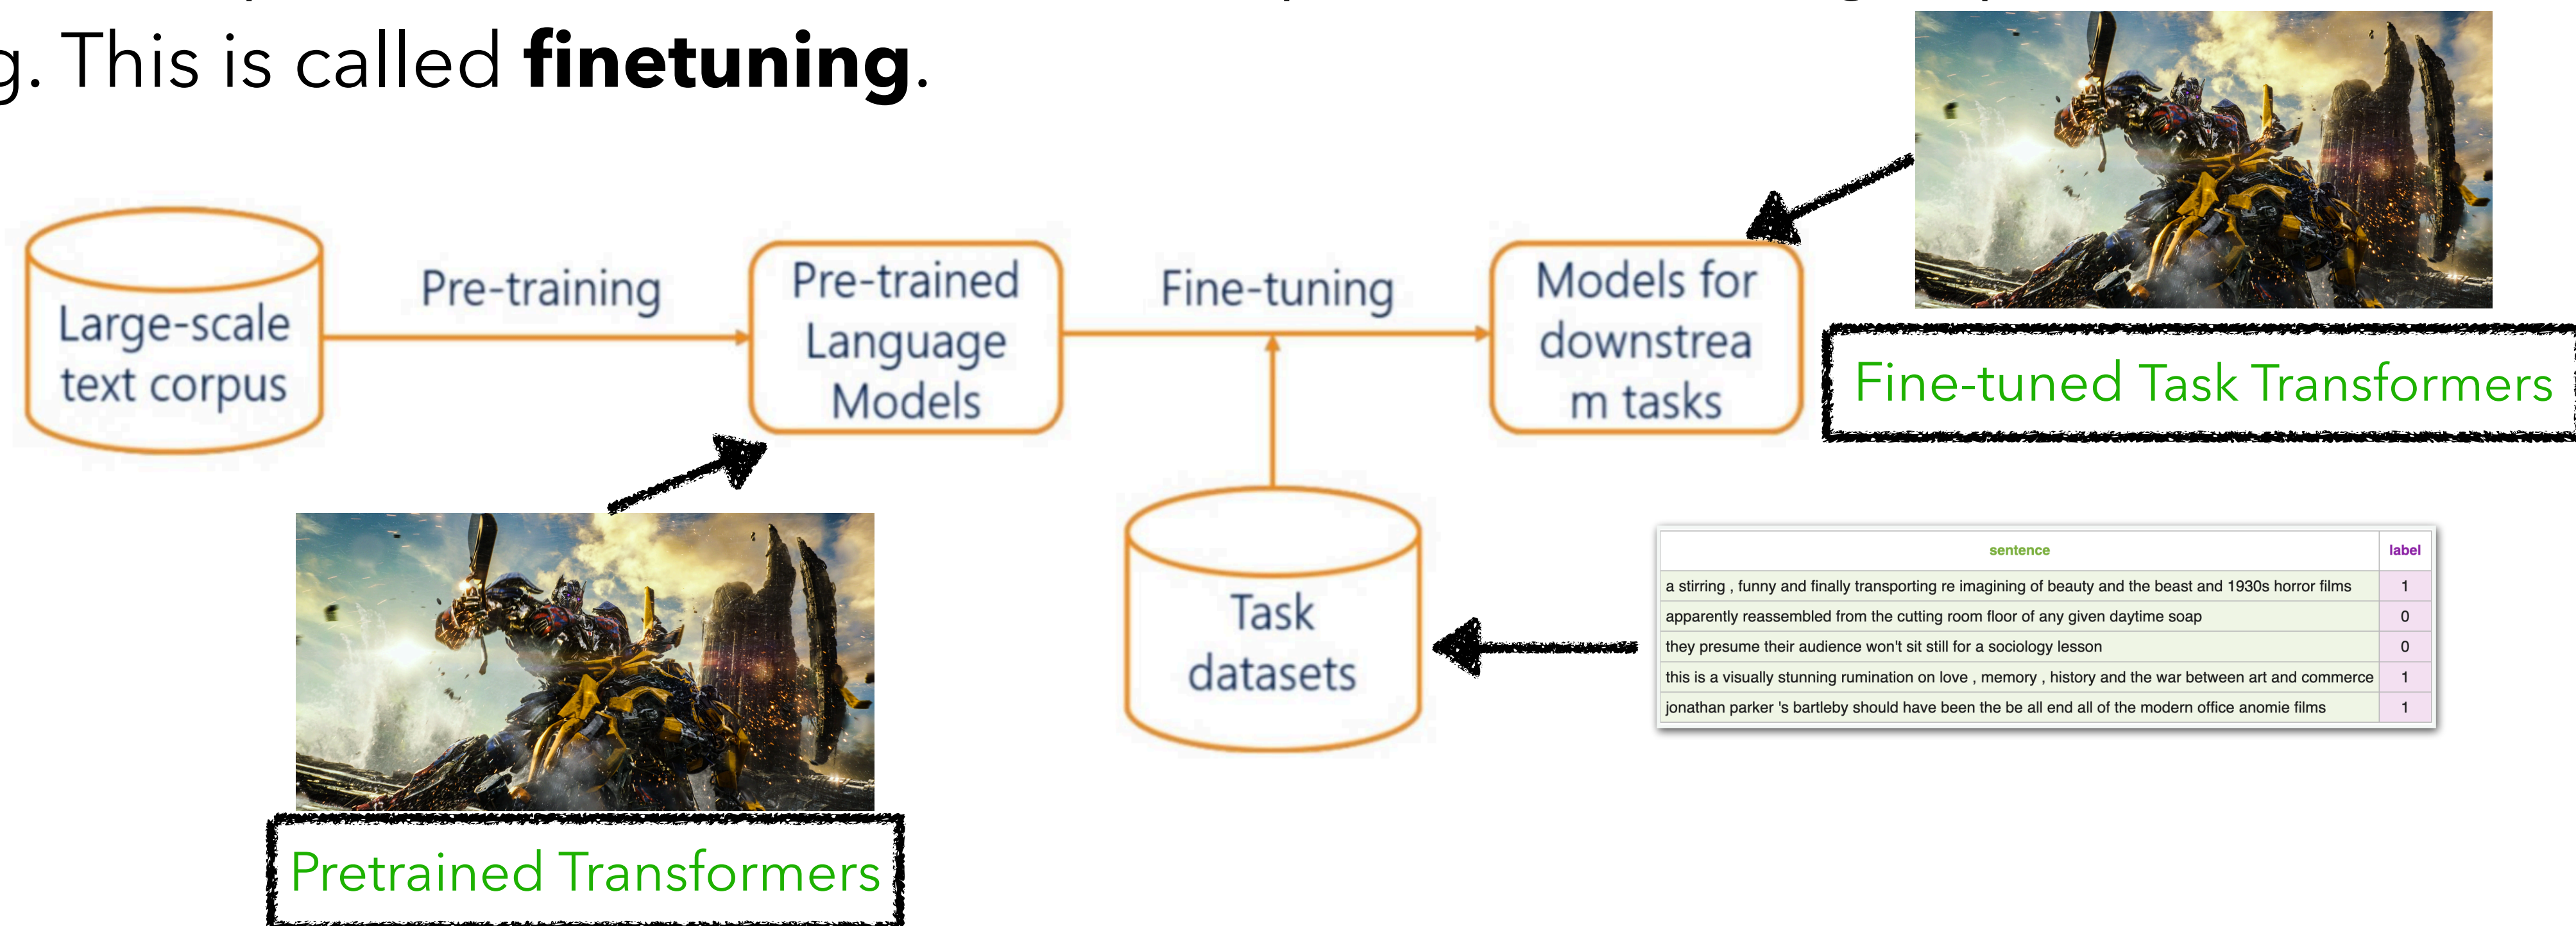 g. This is called finetuning.
Large-scale
text corpus
Pre-training
Pre-trained
Language
Models
Fine-tuning
Models for
downstrea
m tasks
Fine-tuned Task Transformers
Task
datasets
sentence label
a stirring , funny and finally transporting re imagining of beauty and the beast and 1930s horror films 1
apparently reassembled from the cutting room floor of any given daytime soap 0
they presume their audience won't sit still for a sociology lesson 0
this is a visually stunning rumination on love , memory , history and the war between art and commerce 1
jonathan parker 's bartleby should have been the be all end all of the modern office anomie films 1
Pretrained Transformers